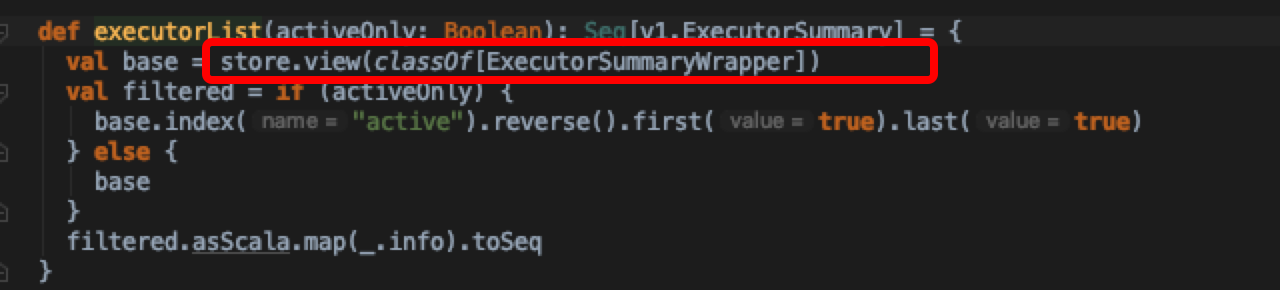 def executorList(activeOnly: Boolean): Seq[v1.ExecutorSummary] = {
val base = store.view(classOf[ExecutorSummaryWrapper])
val filtered = if (activeOnly) {
base.index( name = "active").reverse().first( value = true).last( value = true)
} else {
base
}
filtered.asScala.map(_.info).toSeq
}